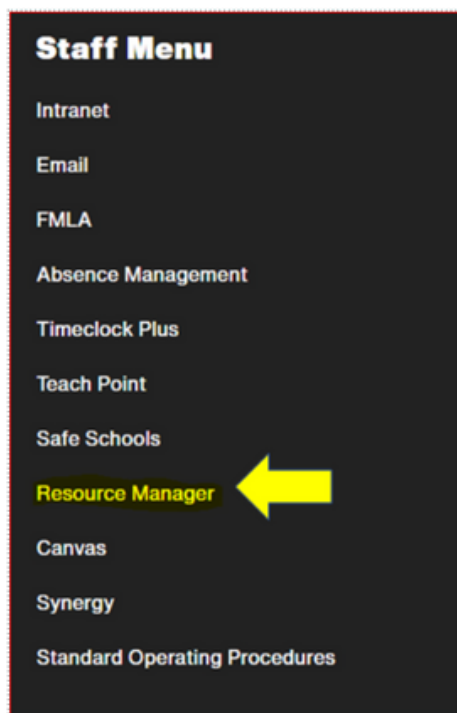 Staff Menu
Intranet
Email
FMLA
Absence Management
Timeclock Plus
Teach Point
Safe Schools
Resource Manager
Canvas
Synergy
Standard Operating Procedures